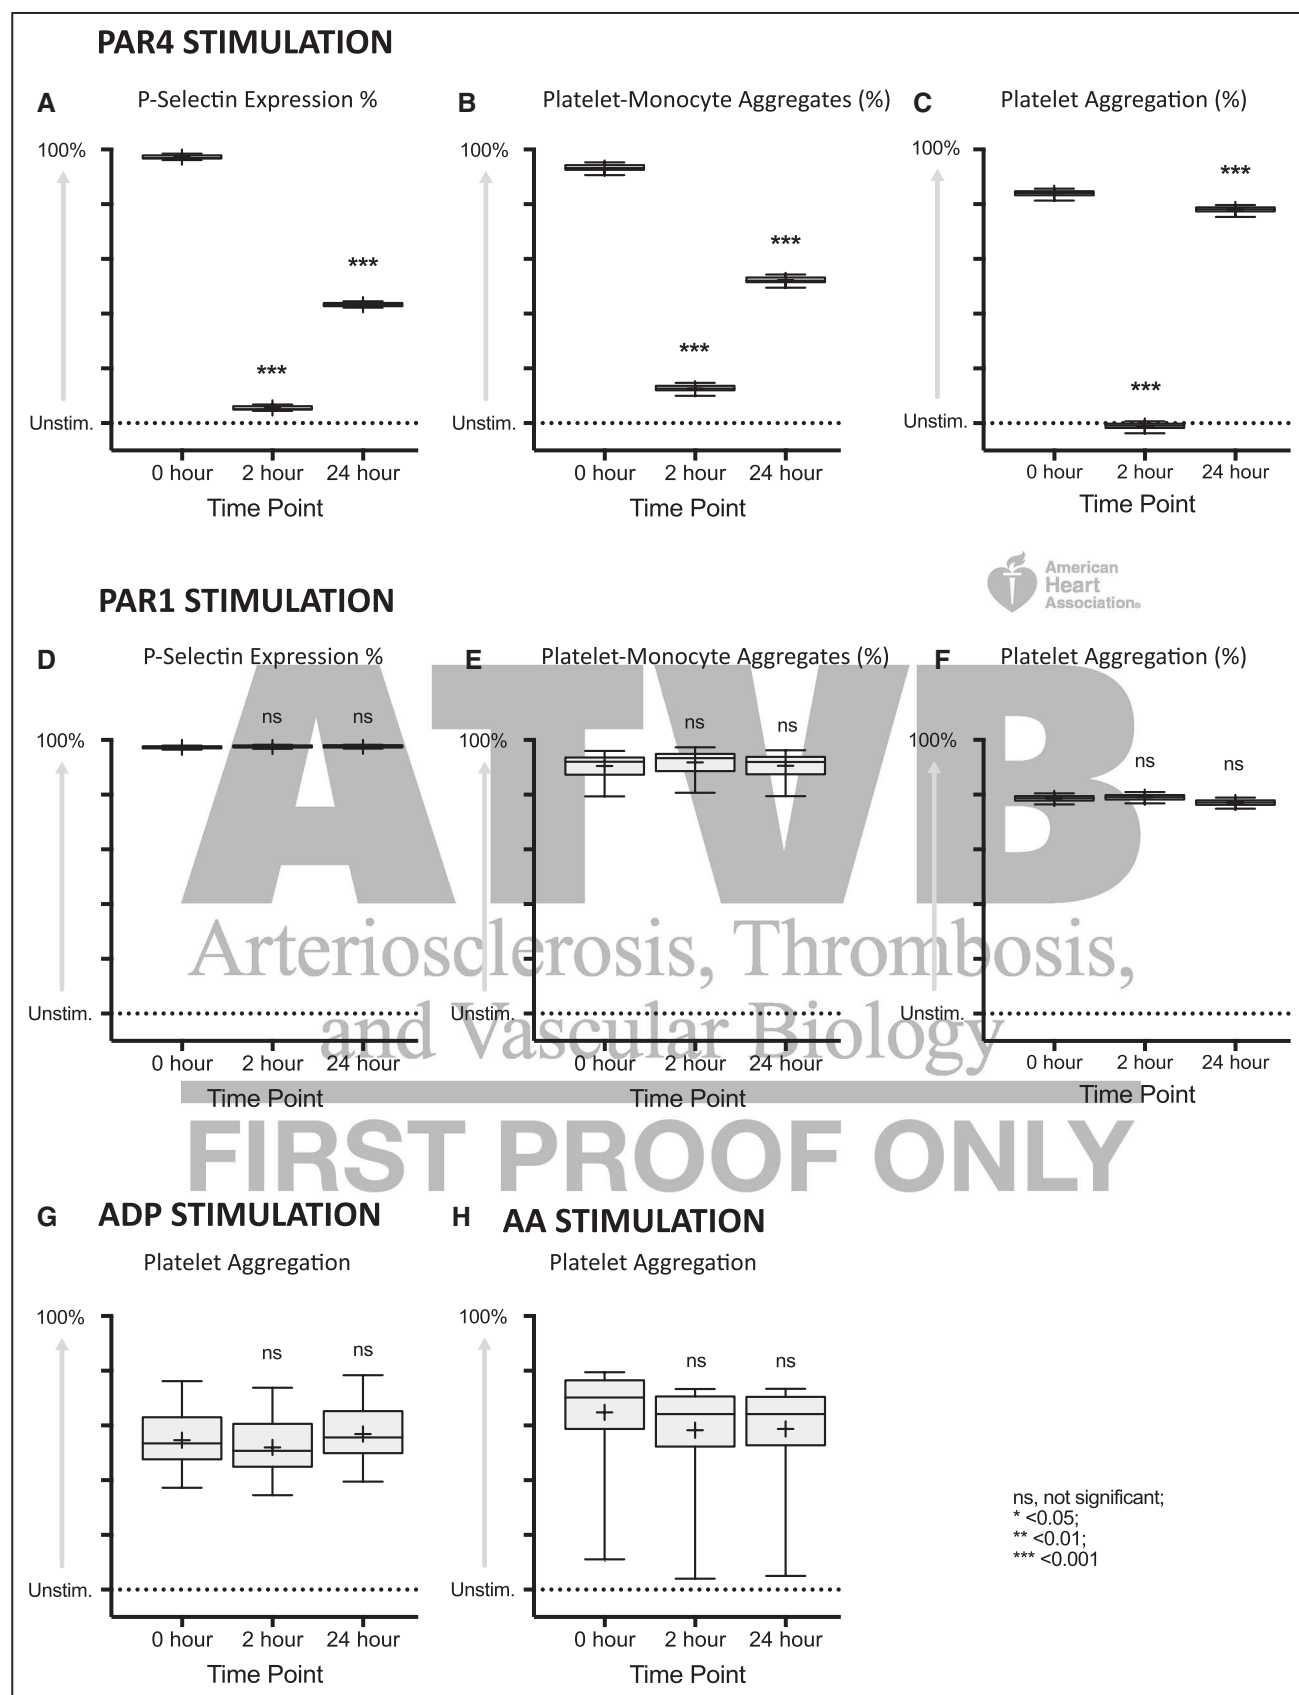 PAR4 STIMULATION
A P-Selectin Expression %
100%
***
***
Unstim.
0 hour 2 hour 24 hour
Time Point
B Platelet-Monocyte Aggregates (%)
100%
***
***
Unstim.
0 hour 2 hour 24 hour
Time Point
C Platelet Aggregation (%)
100%
***
***
Unstim.
0 hour 2 hour 24 hour
Time Point
American
Heart
Association®
PAR1 STIMULATION
D P-Selectin Expression %
ns ns
100%
Unstim.
0 hour 2 hour 24 hour
Time Point
E Platelet-Monocyte Aggregates (%)
ns ns
100%
Unstim.
0 hour 2 hour 24 hour
Time Point
F Platelet Aggregation (%)
100%
ns ns
Unstim.
0 hour 2 hour 24 hour
Time Point
ATVB
Arteriosclerosis, Thrombosis,
and Vascular Biology
FIRST PROOF ONLY
G ADP STIMULATION
Platelet Aggregation
100%
ns ns
Unstim.
0 hour 2 hour 24 hour
Time Point
H AA STIMULATION
Platelet Aggregation
100%
ns ns
Unstim.
0 hour 2 hour 24 hour
Time Point
ns, not significant;
* <0.05;
** <0.01;
*** <0.001